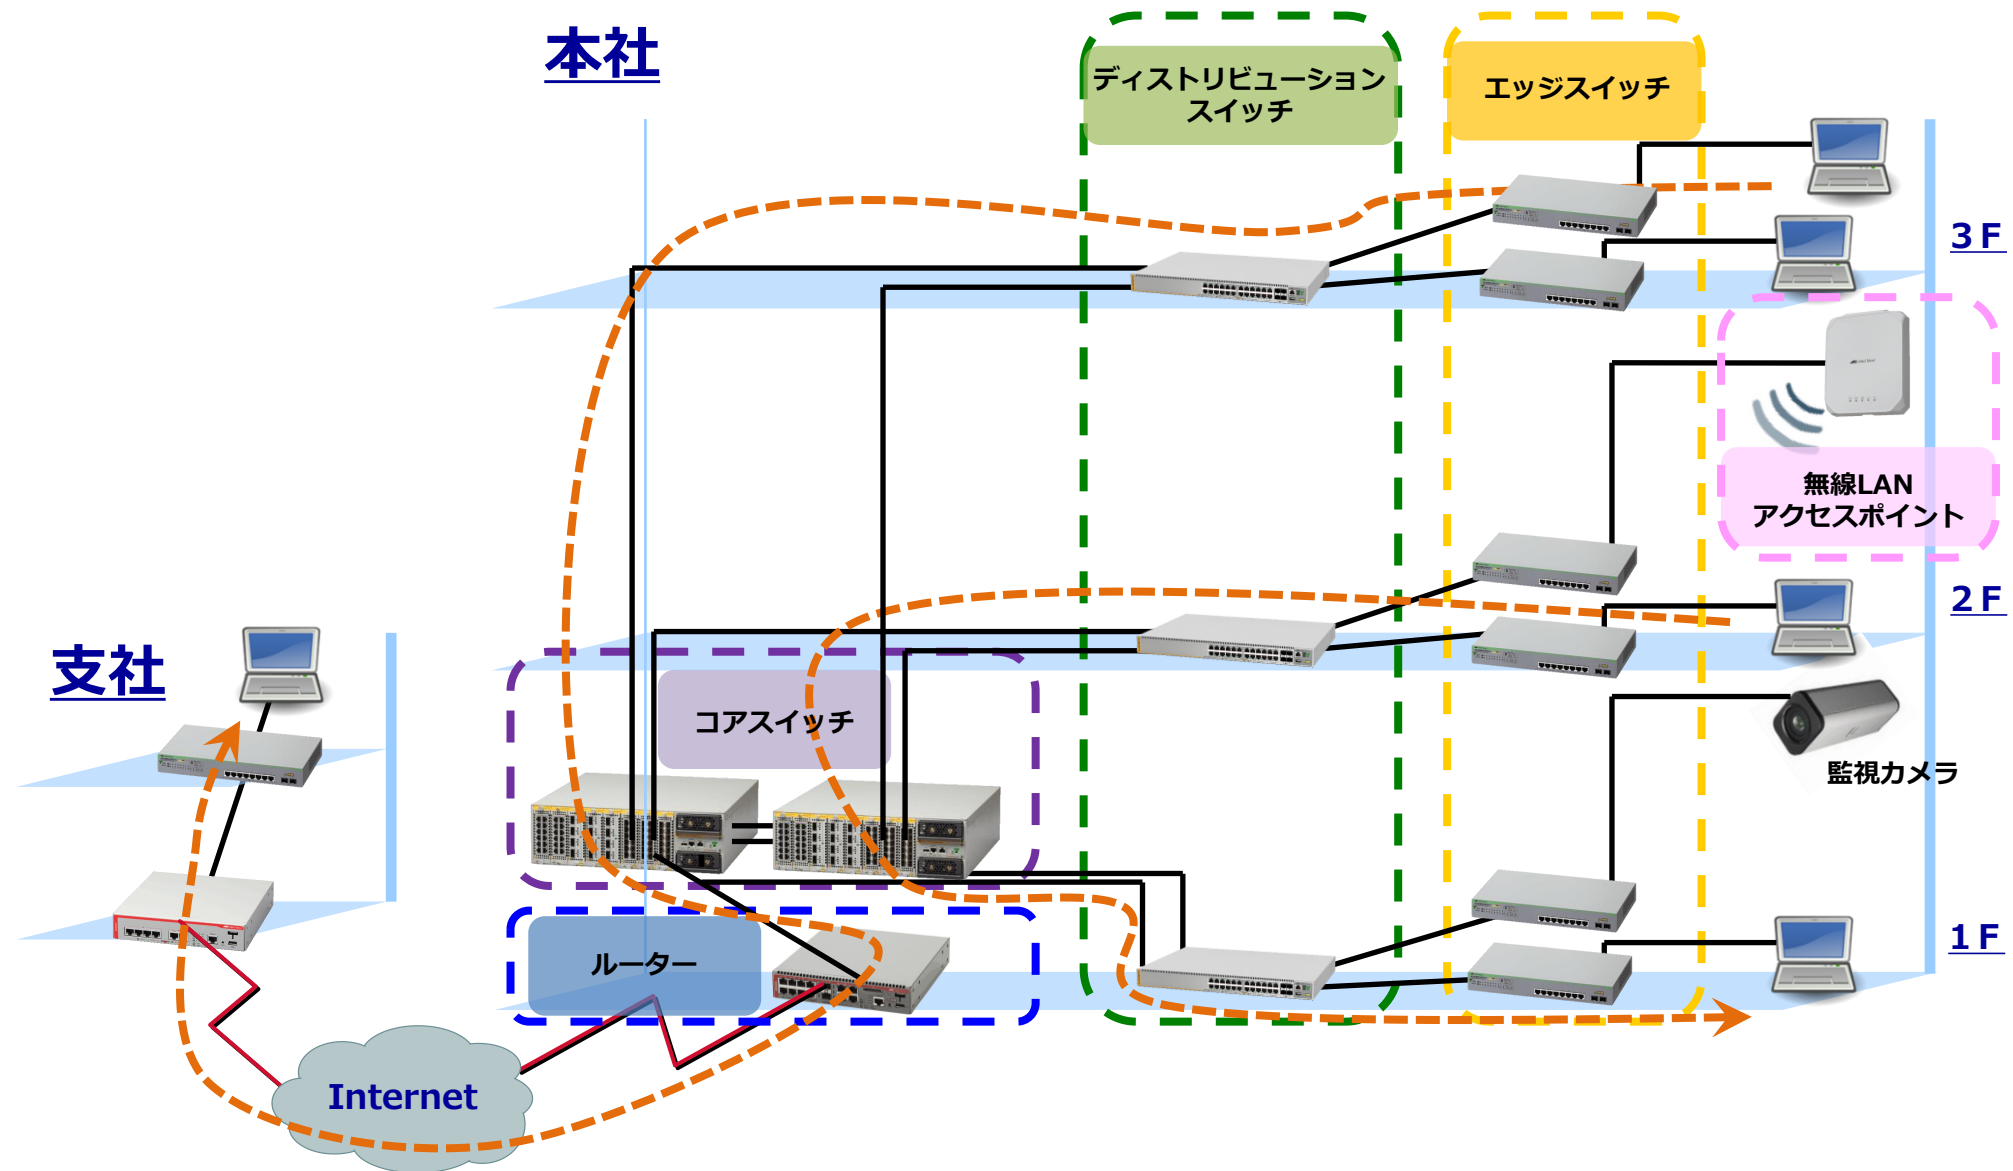 本社
ディストリビューション
スイッチ
エッジスイッチ
3F
無線LAN
アクセスポイント
2F
支社
コアスイッチ
監視カメラ
ルーター
1F
Internet